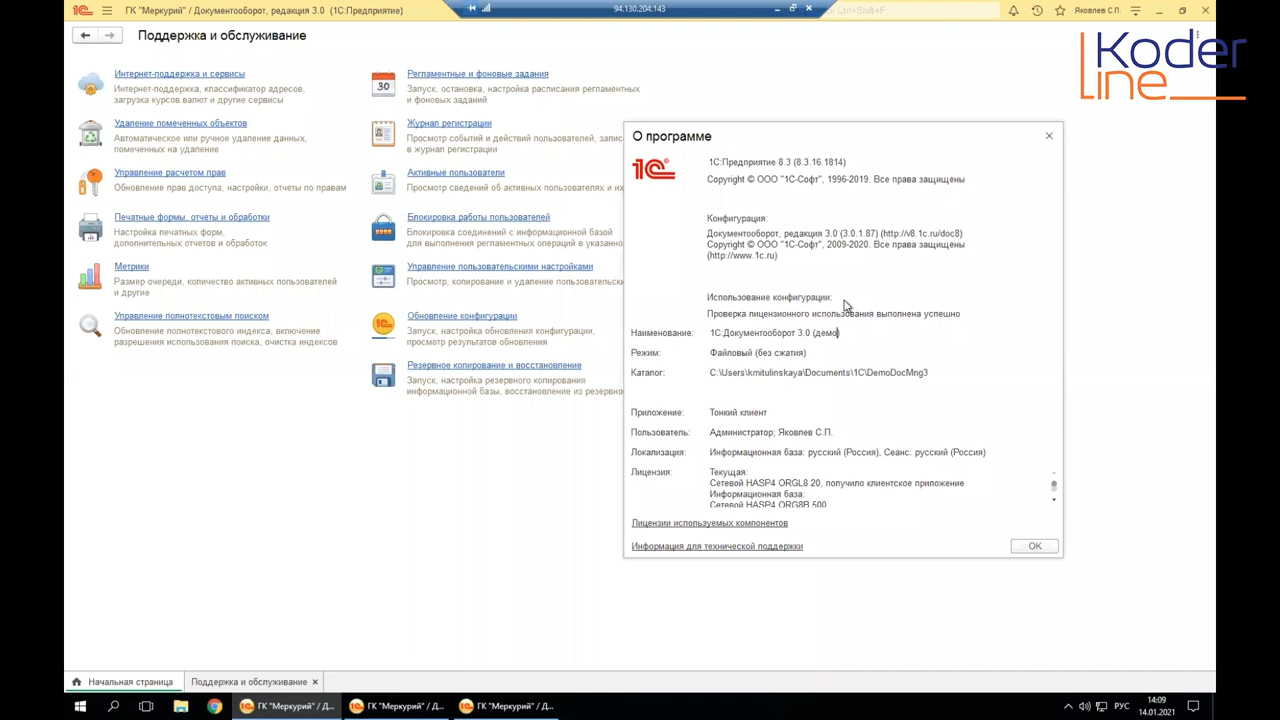 ГК "Меркурий" / Документооборот, редакция 3.0 (1С:Предприятие)
94.130.204.143
Ctrl+Shift+F
Яковлев С.П.
Поддержка и обслуживание
Koder
line
Интернет-поддержка и сервисы
Интернет-поддержка, классификатор адресов,
загрузка курсов валют и другие сервисы
Удаление помеченных объектов
Автоматическое или ручное удаление данных,
помеченных на удаление
Управление расчетом прав
Обновление прав доступа, настройки, отчеты по правам
Печатные формы, отчеты и обработки
Настройка печатных форм,
дополнительных отчетов и обработок
Метрики
Размер очереди, количество активных пользователей
и другие
Управление полнотекстовым поиском
Обновление полнотекстового индекса, включение
разрешения использования поиска, очистка индексов
30
Регламентные и фоновые задания
Запуск, остановка, настройка расписания регламентных
и фоновых заданий
Журнал регистрации
Просмотр событий и действий пользователей,
в журнал регистрации
Активные пользователи
Просмотр сведений об активных пользователях и их
Блокировка работы пользователей
Блокировка соединений с информационной базой
для выполнения регламентных операций в указанно
Управление пользовательскими настройками
Просмотр, копирование и удаление пользовательски
Обновление конфигурации
Запуск, настройка обновления конфигурации,
просмотр результатов обновления
Резервное копирование и восстановление
Запуск, настройка резервного копирования
информационной базы, восстановление из резервно
О программе
1С:Предприятие 8.3 (8.3.16.1814)
Copyright © ООО "1С-Софт", 1996-2019. Все права защищены
Конфигурация:
Документооборот, редакция 3.0 (3.0.1.87) (http://v8.1c.ru/doc8)
Copyright © ООО "1С-Софт", 2009-2020. Все права защищены
(http://www.1c.ru)
Использование конфигурации:
Проверка лицензионного использования выполнена успешно
Наименование: 1С:Документооборот 3.0 (демо)
Режим: Файловый (без сжатия)
Каталог: C:\Users\kmitulinskaya\Documents\1C\DemoDocMng3
Приложение: Тонкий клиент
Пользователь: Администратор; Яковлев С.П.
Локализация: Информационная база: русский (Россия), Сеанс: русский (Россия)
Лицензия: Текущая:
Сетевой HASP4 ORGL8 20, получило клиентское приложение
Информационная база:
Сетевой HASP4 ORG8B 500
Лицензии используемых компонентов
Информация для технической поддержки
OK
Начальная страница
Поддержка и обслуживание
ГК "Меркурий" / Д...
ГК "Меркурий" / Д...
ГК "Меркурий" / Д...
РУС
14:09
14.01.2021